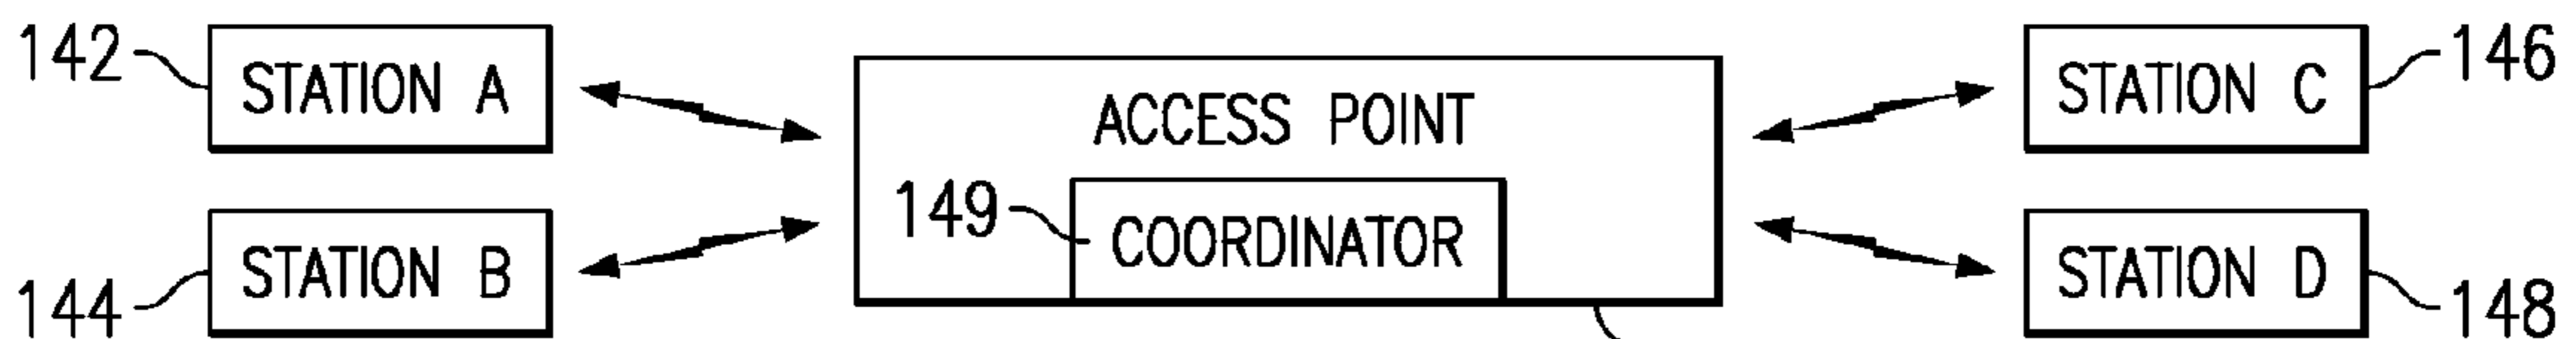 142
STATION A
144
STATION B
ACCESS POINT
149
COORDINATOR
STATION C
146
STATION D
148